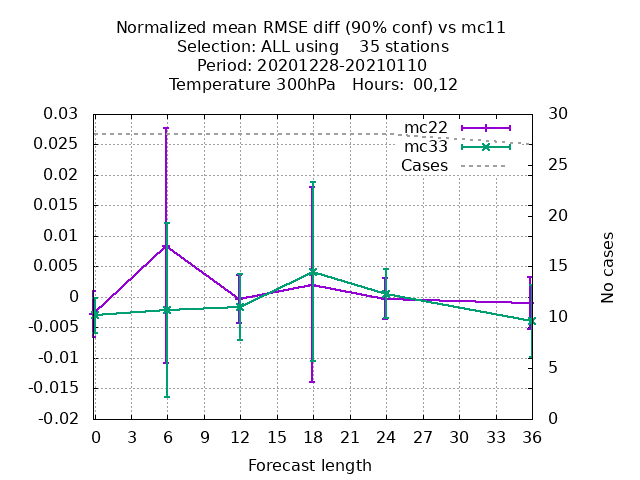 Normalized mean RMSE diff (90% conf) vs mc11
Selection: ALL using    35 stations
Period: 20201228-20210110
Temperature 300hPa   Hours: 00,12
mc22
mc33
Cases
0.03
0.025
0.02
0.015
0.01
0.005
0
-0.005
-0.01
-0.015
-0.02
30
25
20
15
10
5
0
No cases
0 3 6 9 12 15 18 21 24 27 30 33 36
Forecast length